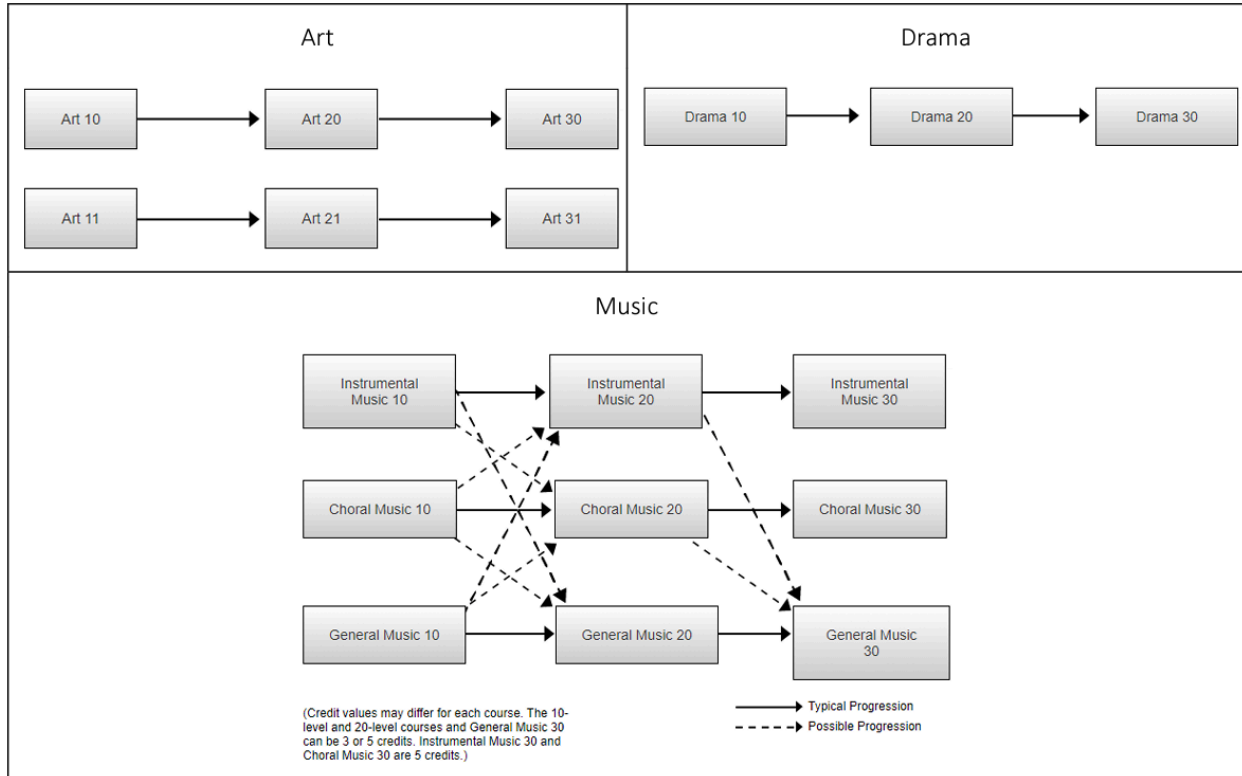 Art
Art 10
Art 20
Art 30
Art 11
Art 21
Art 31
Drama
Drama 10
Drama 20
Drama 30
Music
Instrumental
Music 10
Instrumental
Music 20
Instrumental
Music 30
Choral Music 10
Choral Music 20
Choral Music 30
General Music 10
General Music 20
General Music
30
(Credit values may differ for each course. The 10-
level and 20-level courses and General Music 30
can be 3 or 5 credits. Instrumental Music 30 and
Choral Music 30 are 5 credits.)
Typical Progression
Possible Progression